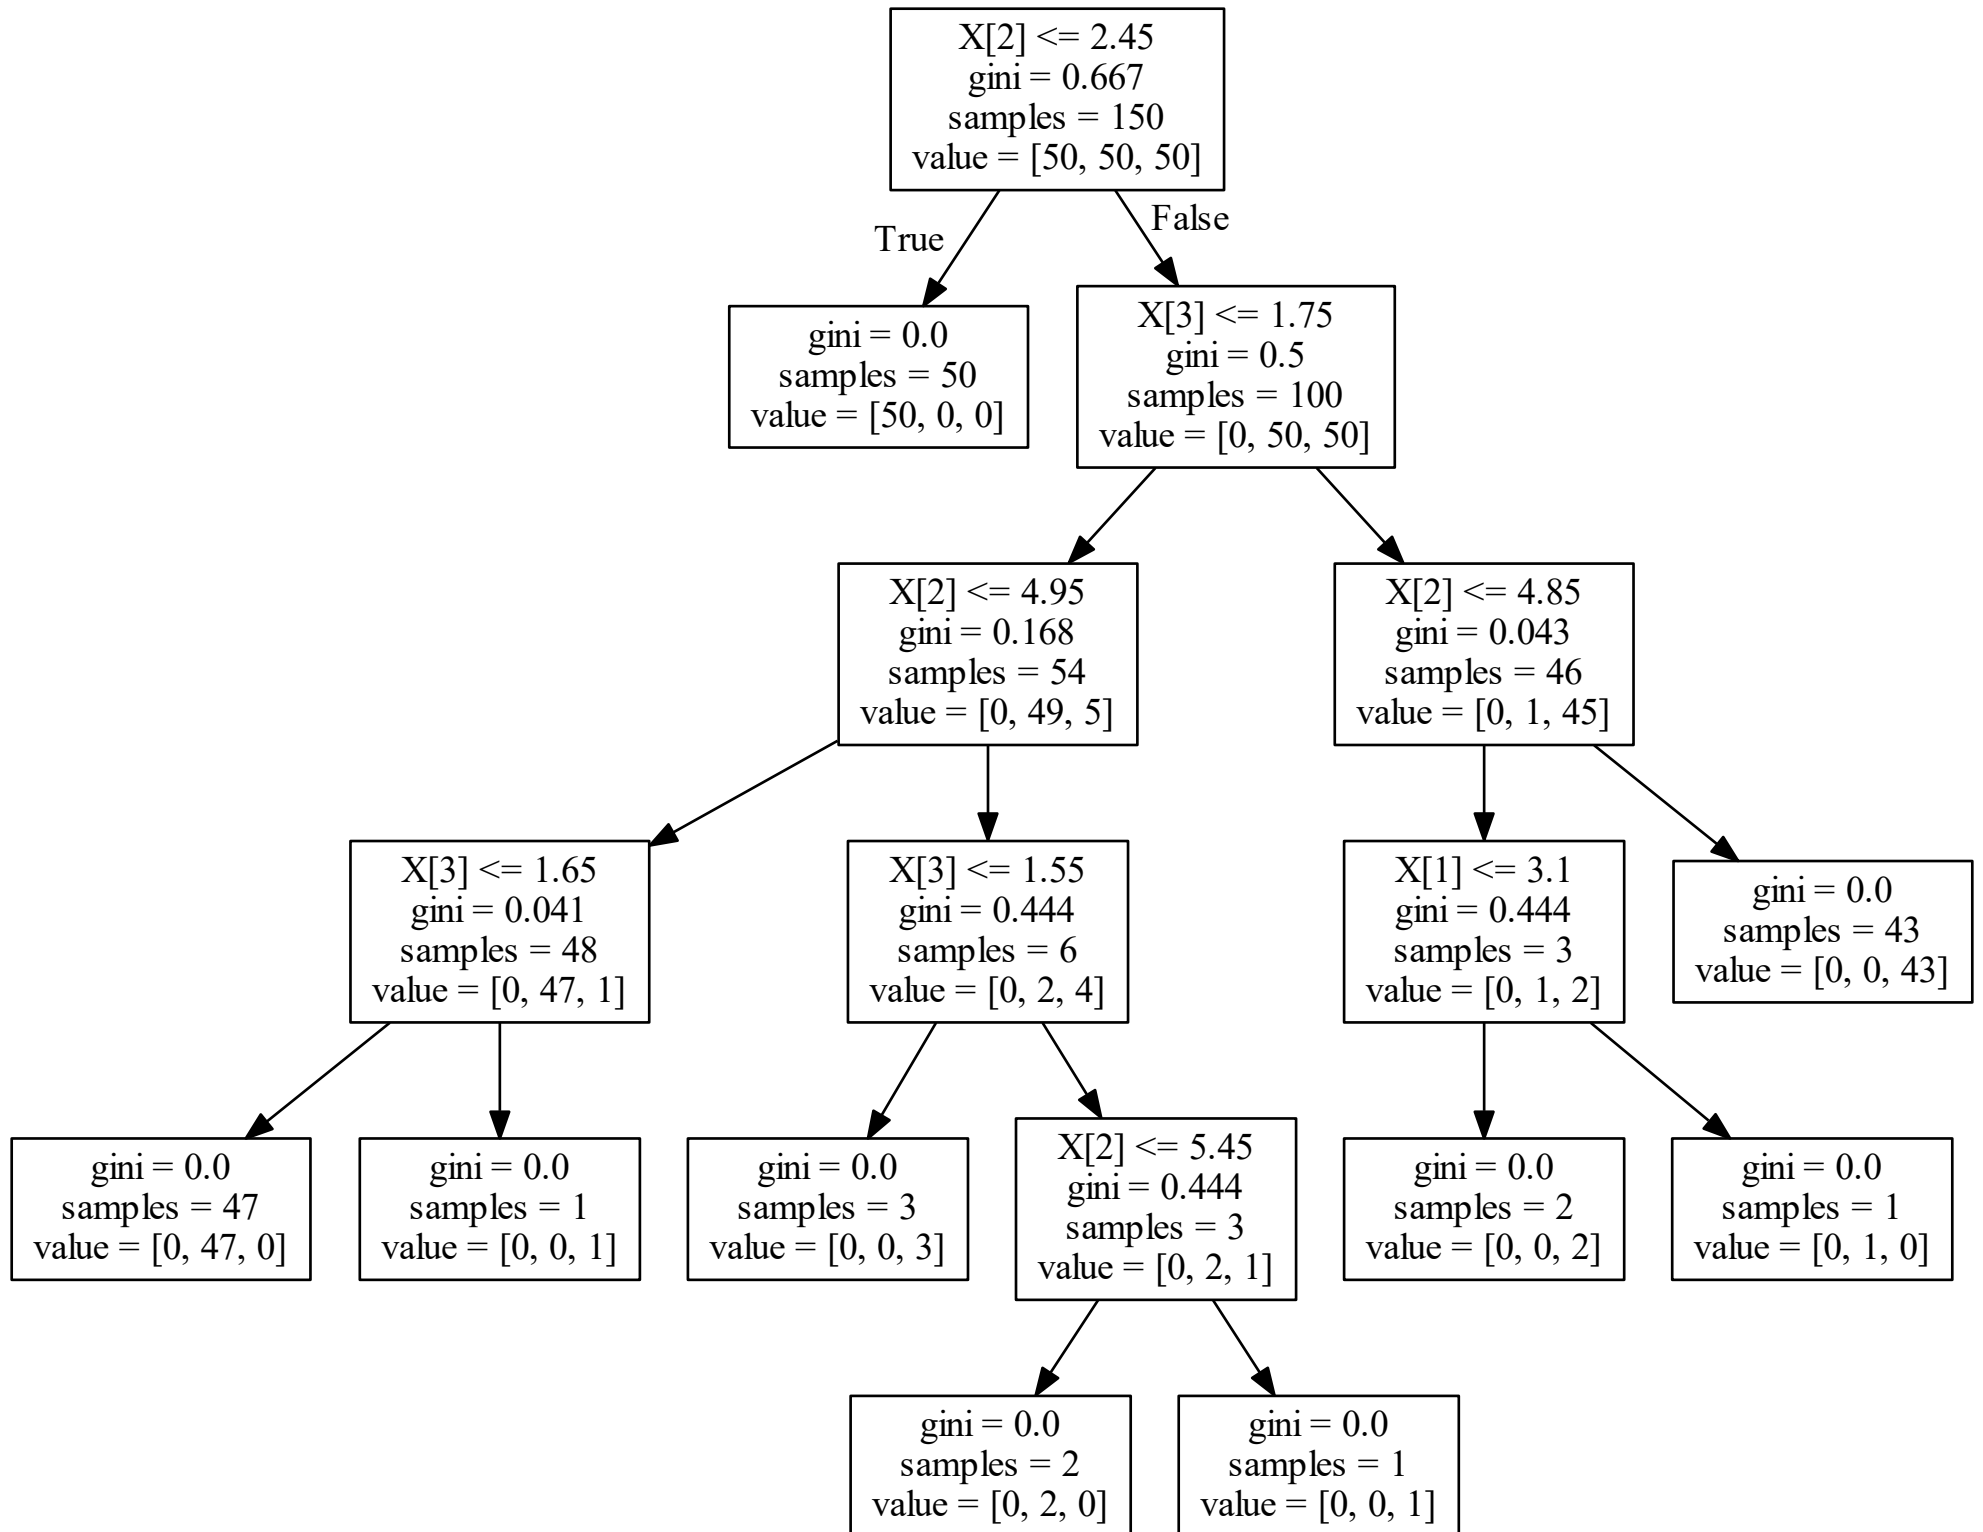 X[2] <= 2.45
gini = 0.667
samples = 150
value = [50, 50, 50]
True
False
gini = 0.0
samples = 50
value = [50, 0, 0]
X[3] <= 1.75
gini = 0.5
samples = 100
value = [0, 50, 50]
X[2] <= 4.95
gini = 0.168
samples = 54
value = [0, 49, 5]
X[2] <= 4.85
gini = 0.043
samples = 46
value = [0, 1, 45]
X[3] <= 1.65
gini = 0.041
samples = 48
value = [0, 47, 1]
X[3] <= 1.55
gini = 0.444
samples = 6
value = [0, 2, 4]
X[1] <= 3.1
gini = 0.444
samples = 3
value = [0, 1, 2]
gini = 0.0
samples = 43
value = [0, 0, 43]
gini = 0.0
samples = 47
value = [0, 47, 0]
gini = 0.0
samples = 1
value = [0, 0, 1]
gini = 0.0
samples = 3
value = [0, 0, 3]
X[2] <= 5.45
gini = 0.444
samples = 3
value = [0, 2, 1]
gini = 0.0
samples = 2
value = [0, 0, 2]
gini = 0.0
samples = 1
value = [0, 1, 0]
gini = 0.0
samples = 2
value = [0, 2, 0]
gini = 0.0
samples = 1
value = [0, 0, 1]